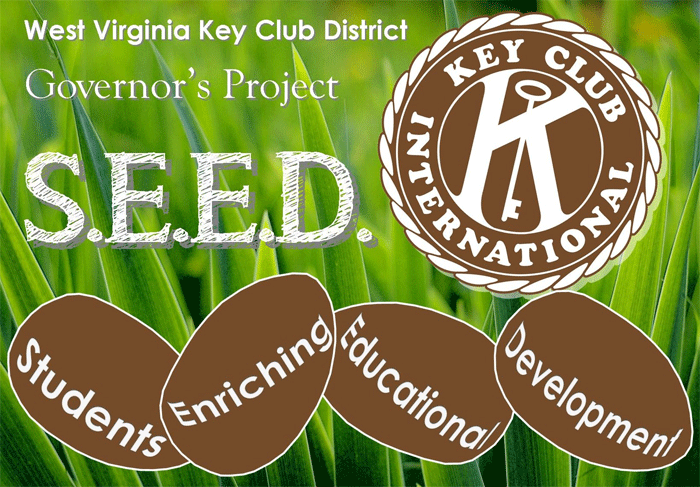 West Virginia Key Club District
Governor's Project
S.E.E.D.
KEY CLUB
INTERNATIONAL
K
Students
Enriching
Educational
Development